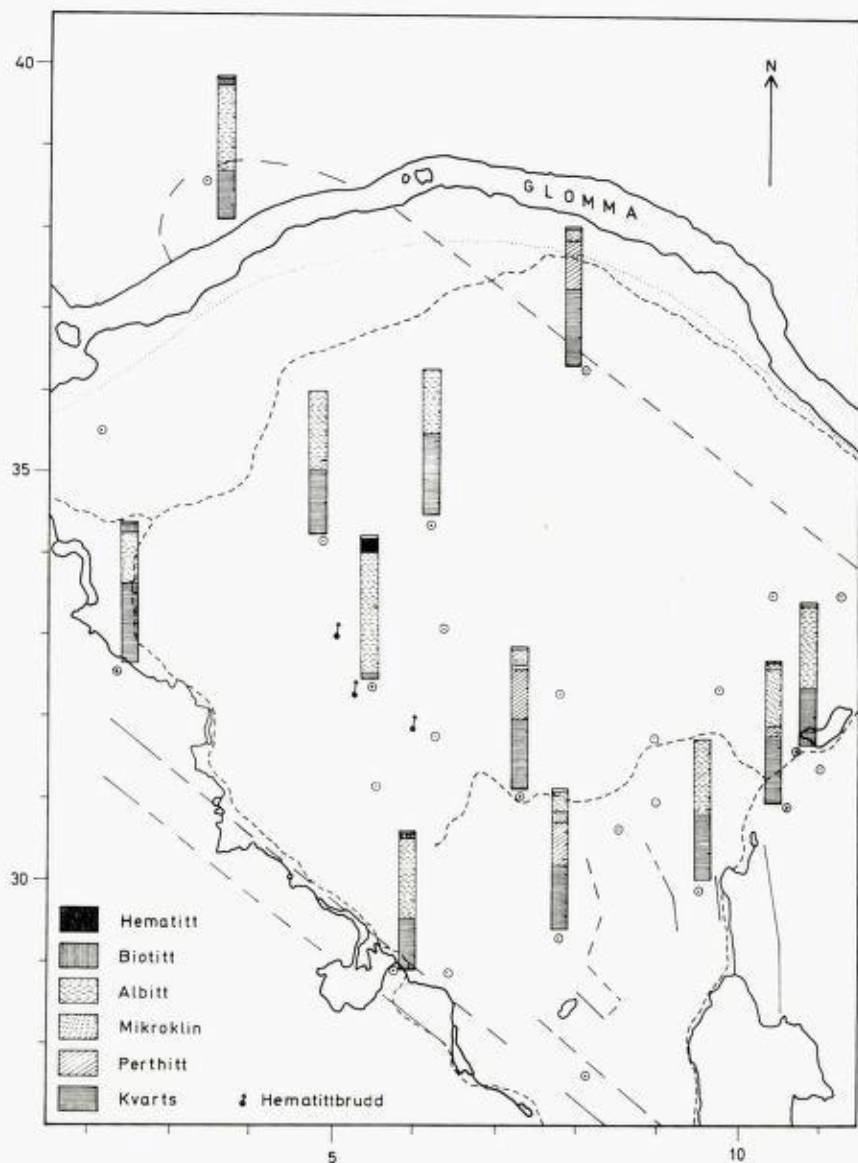 40
N
GLOMMA
35
30
Hematitt
Biotitt
Albitt
Mikroklin
Perthitt
Kvarts
Hematittbrudd
5
10